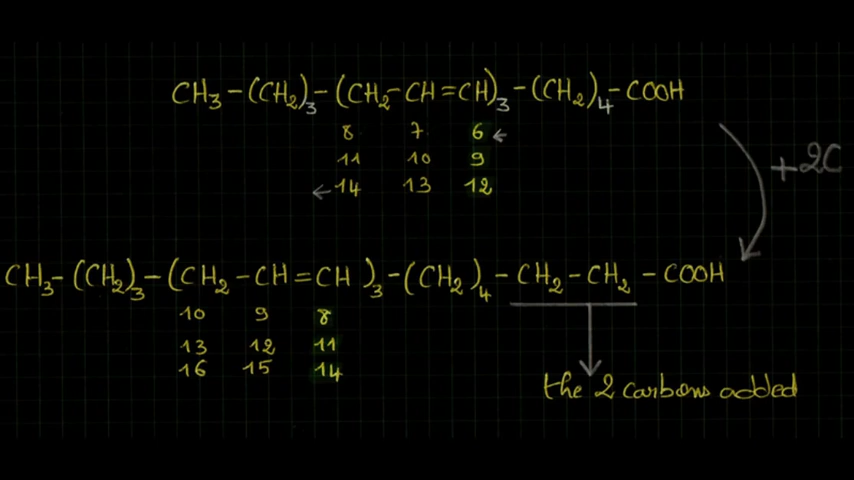 CH₃-(CH₂)₃-(CH₂-CH=CH)₃-(CH₂)₄-COOH
8 7 6 ←
11 10 9
← 14 13 12
+2C
CH₃-(CH₂)₃-(CH₂-CH=CH)₃-(CH₂)₄-CH₂-CH₂-COOH
10 9 8
13 12 11
16 15 14
the 2 carbons added